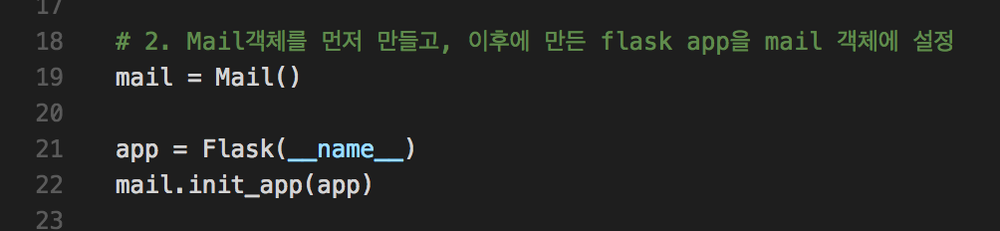 17
18 # 2. Mail객체를 먼저 만들고, 이후에 만든 flask app을 mail 객체에 설정
19 mail = Mail()
20
21 app = Flask(__name__)
22 mail.init_app(app)
23